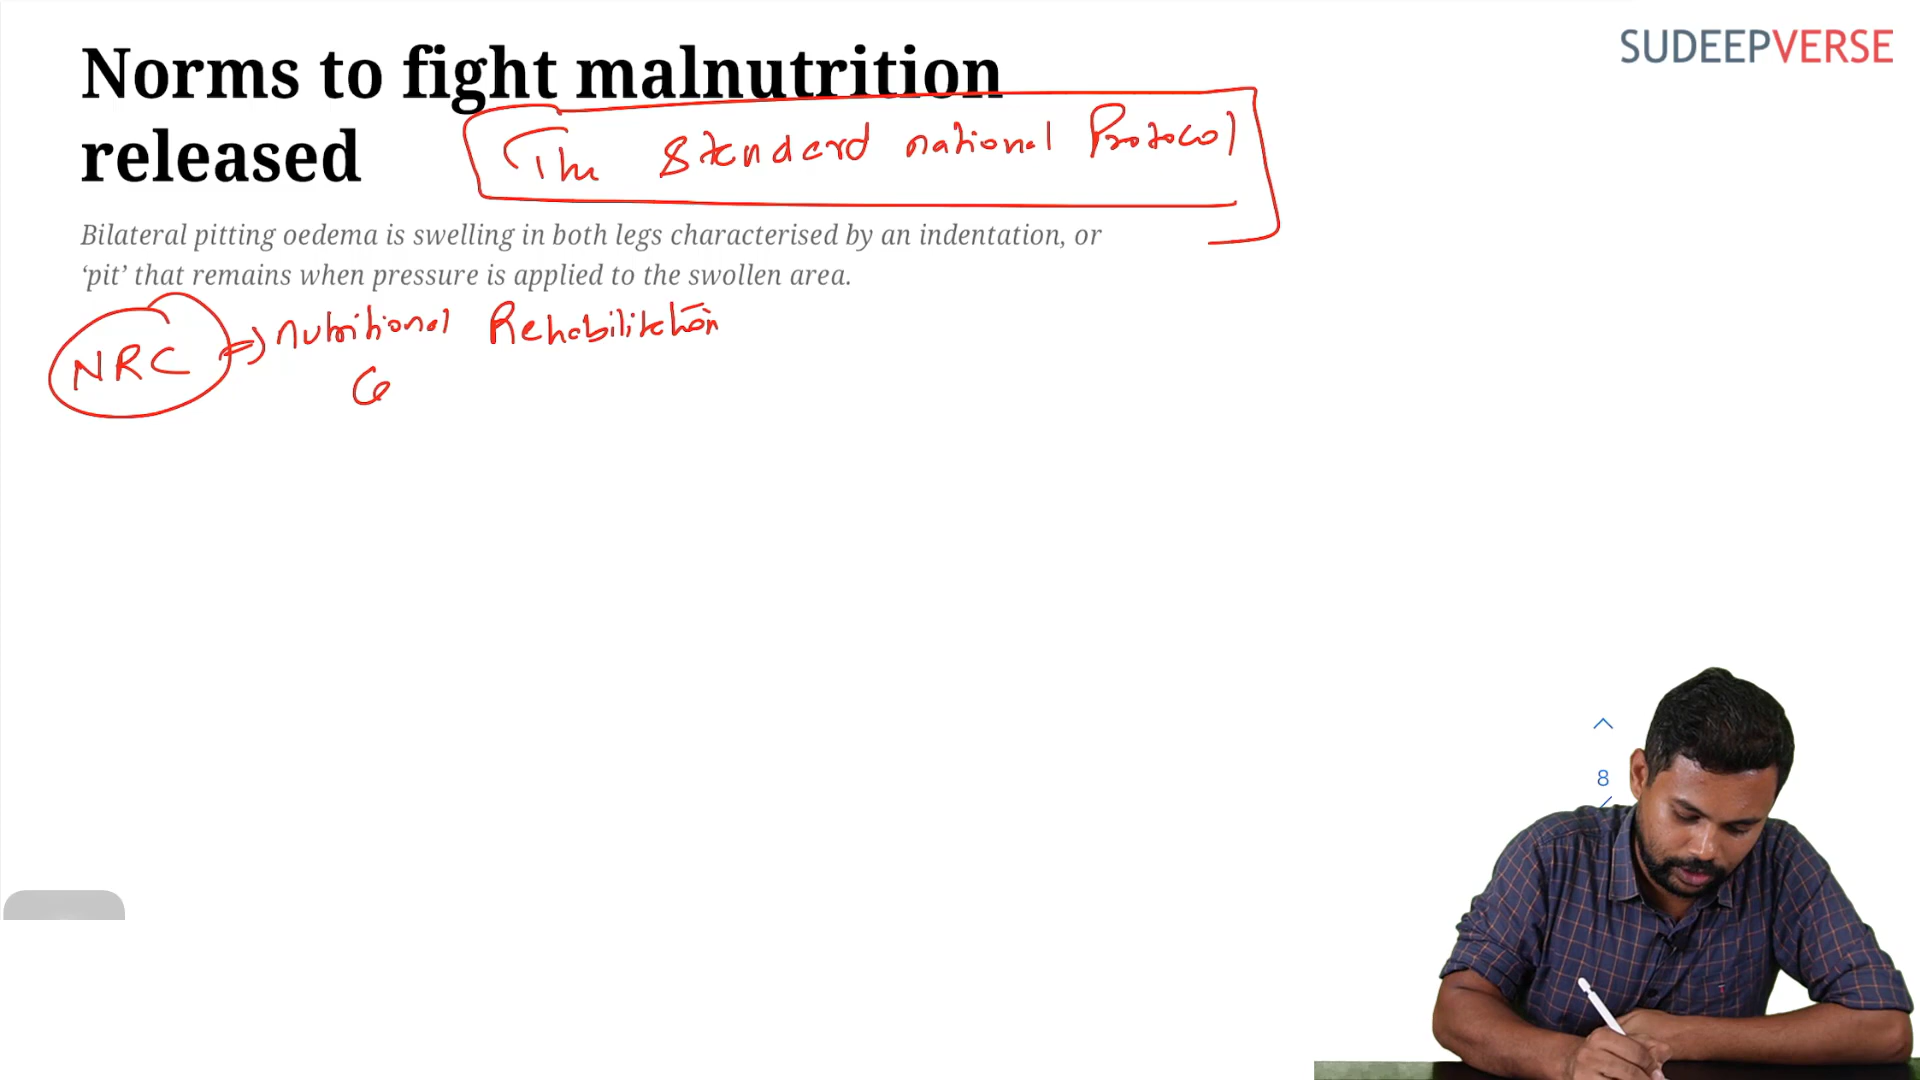 SUDEEPVERSE
Norms to fight malnutrition
released
The Standard national Protocol
Bilateral pitting oedema is swelling in both legs characterised by an indentation, or
‘pit’ that remains when pressure is applied to the swollen area.
NRC => nutritional Rehabilitation
Ce
8